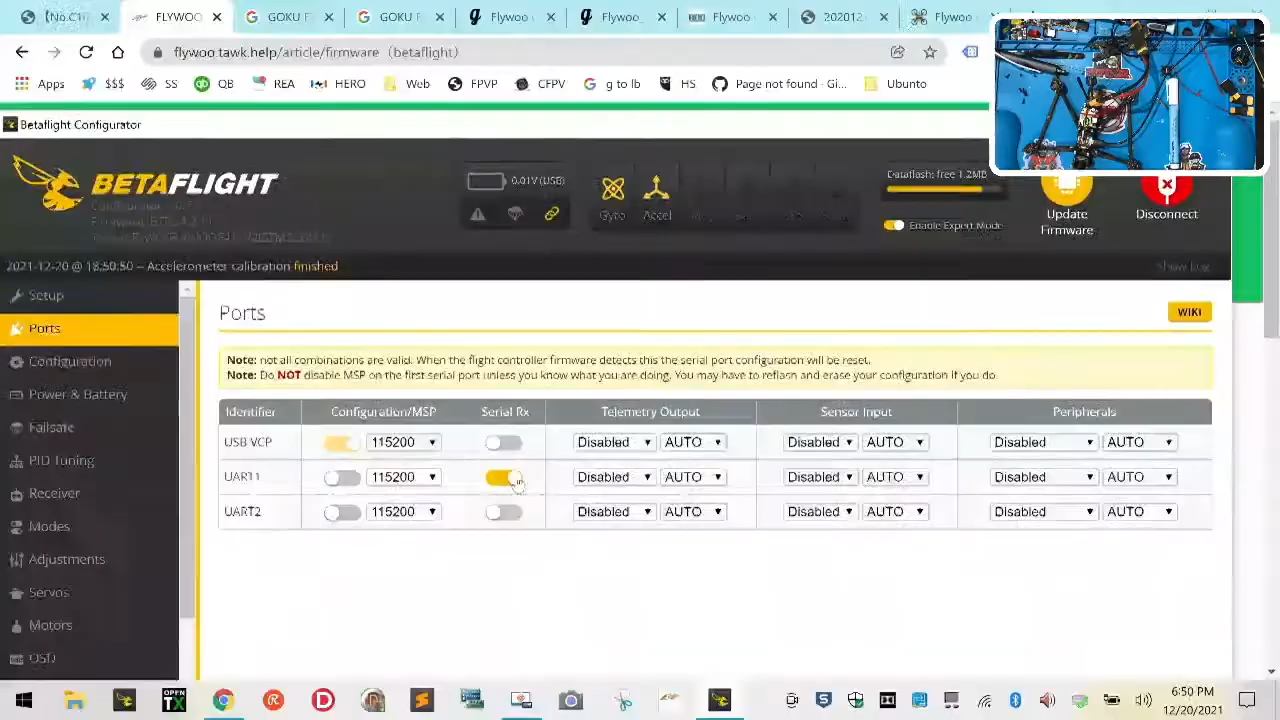 (NC1
FLYWO
GOKU
GOKU
Flywoo
Flywoo
Flywoo
202012
Flywoo
flywoo.tawk.help/article/firmware (betaflight
Apps
$$$
SS
QB
REA
HERO
Web
FPVP
FFPV
g to lb
HS
Page not found · Gi...
Ubunto
Betaflight Configurator
BETAFLIGHT
0.01V (USB)
Gyro
Accel
Dataflash: free 1.2MB
Enable Expert Mode
Update Firmware
Disconnect
2021-12-20 @ 18:50:50 -- Accelerometer calibration finished
Show Log
Setup
Ports
Configuration
Power & Battery
Failsafe
PID Tuning
Receiver
Modes
Adjustments
Servos
Motors
OSD
Ports
WIKI
Note: not all combinations are valid. When the flight controller firmware detects this the serial port configuration will be reset.
Note: Do NOT disable MSP on the first serial port unless you know what you are doing. You may have to reflash and erase your configuration if you do.
Identifier Configuration/MSP Serial Rx Telemetry Output Sensor Input Peripherals
USB VCP 115200 Disabled AUTO Disabled AUTO Disabled AUTO
UART1 115200 Disabled AUTO Disabled AUTO Disabled AUTO
UART2 115200 Disabled AUTO Disabled AUTO Disabled AUTO
OPEN
TX
6:50 PM
12/20/2021